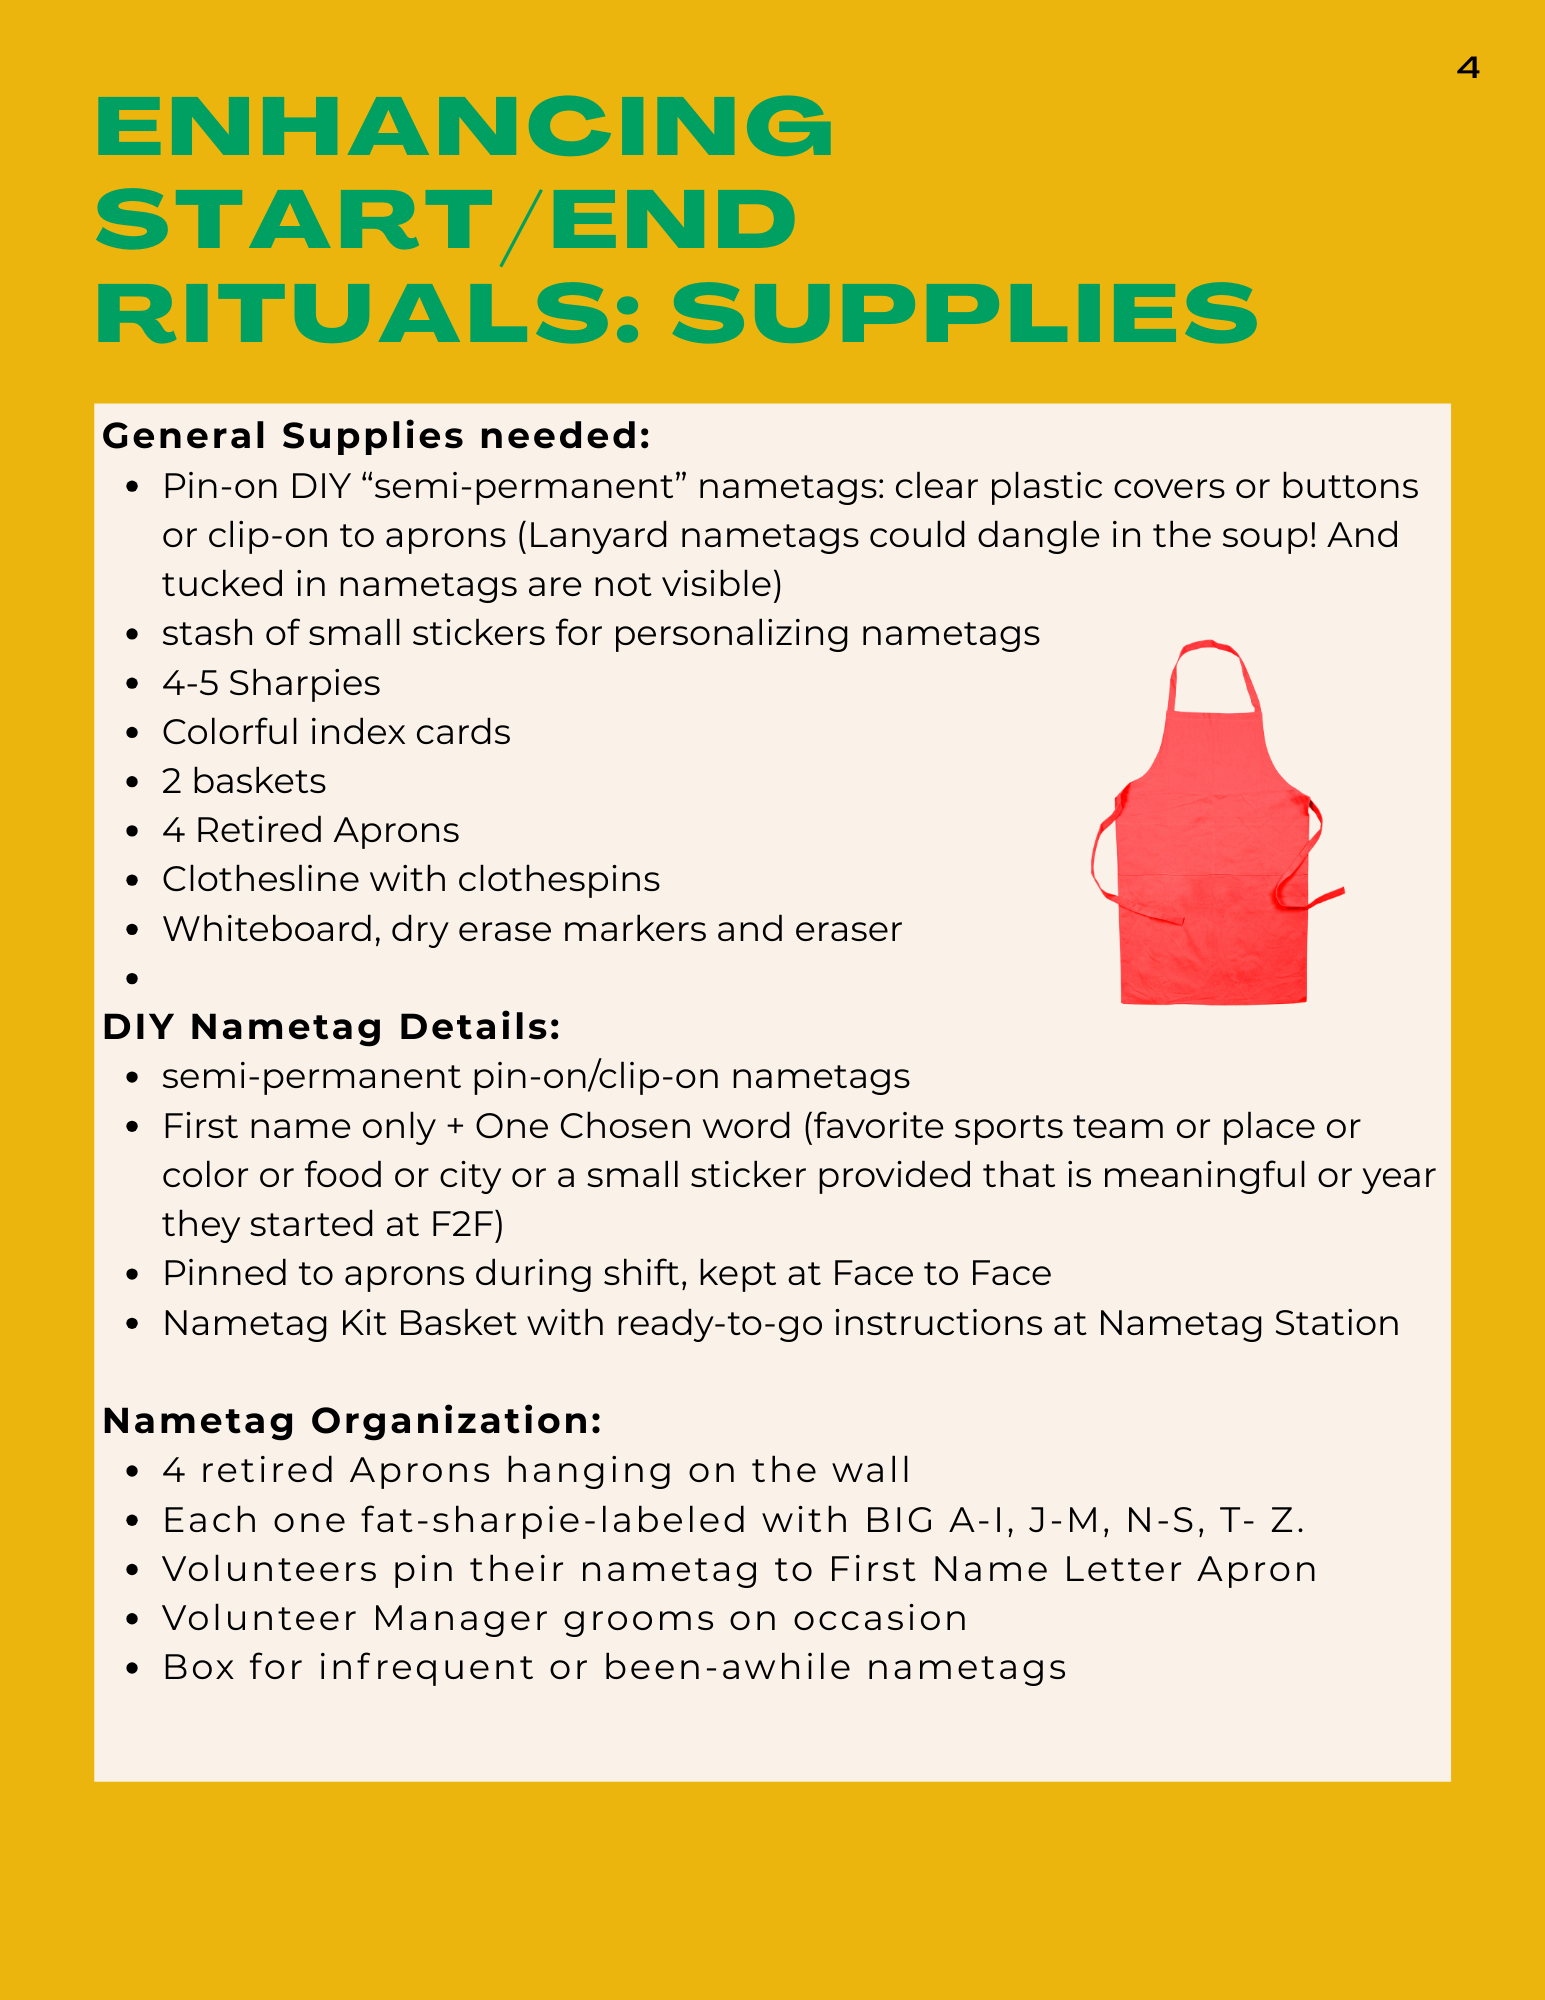 4
ENHANCING
START/END
RITUALS: SUPPLIES
General Supplies needed:
• Pin-on DIY “semi-permanent” nametags: clear plastic covers or buttons
or clip-on to aprons (Lanyard nametags could dangle in the soup! And
tucked in nametags are not visible)
• stash of small stickers for personalizing nametags
• 4-5 Sharpies
• Colorful index cards
• 2 baskets
• 4 Retired Aprons
• Clothesline with clothespins
• Whiteboard, dry erase markers and eraser
•
DIY Nametag Details:
• semi-permanent pin-on/clip-on nametags
• First name only + One Chosen word (favorite sports team or place or
color or food or city or a small sticker provided that is meaningful or year
they started at F2F)
• Pinned to aprons during shift, kept at Face to Face
• Nametag Kit Basket with ready-to-go instructions at Nametag Station
Nametag Organization:
• 4 retired Aprons hanging on the wall
• Each one fat-sharpie-labeled with BIG A-I, J-M, N-S, T- Z.
• Volunteers pin their nametag to First Name Letter Apron
• Volunteer Manager grooms on occasion
• Box for infrequent or been-awhile nametags